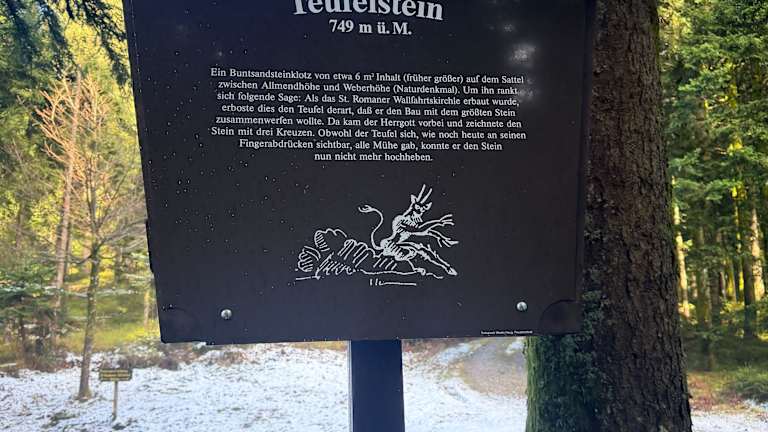 Teufelstein
749 m ü. M.
Ein Buntsandsteinklotz von etwa 6 m³ Inhalt (früher größer) auf dem Sattel
zwischen Allmendhöhe und Weberhöhe (Naturdenkmal). Um ihn rankt
sich folgende Sage: Als das St. Romaner Wallfahrtskirchle erbaut wurde,
erboste dies den Teufel derart, daß er den Bau mit dem größten Stein
zusammenwerfen wollte. Da kam der Herrgott vorbei und zeichnete den
Stein mit drei Kreuzen. Obwohl der Teufel sich, wie noch heute an seinen
Fingerabdrücken sichtbar, alle Mühe gab, konnte er den Stein
nun nicht mehr hochheben.